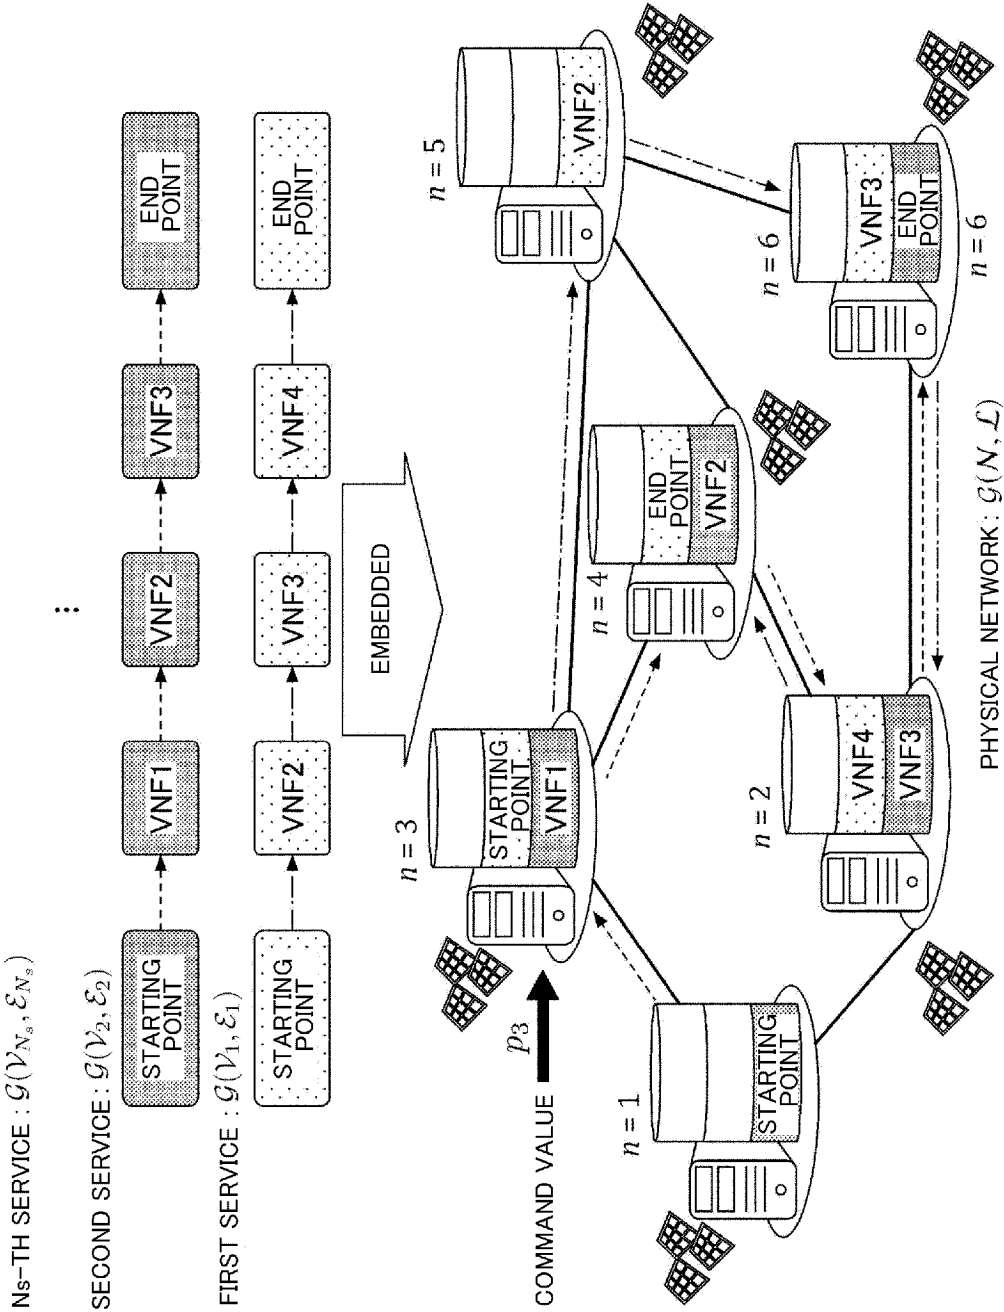 Ns-TH SERVICE : 𝒢(𝒱_{N_s}, ℰ_{N_s})
⋮
SECOND SERVICE : 𝒢(𝒱_2, ℰ_2)
STARTING
POINT
VNF1
VNF2
VNF3
END
POINT
FIRST SERVICE : 𝒢(𝒱_1, ℰ_1)
STARTING
POINT
VNF2
VNF3
VNF4
END
POINT
EMBEDDED
COMMAND VALUE
p_3
n = 3
STARTING
POINT
VNF1
n = 5
VNF2
n = 4
END
POINT
VNF2
n = 1
STARTING
POINT
n = 2
VNF4
VNF3
n = 6
VNF3
END
POINT
n = 6
PHYSICAL NETWORK : 𝒢(𝒩, ℒ)